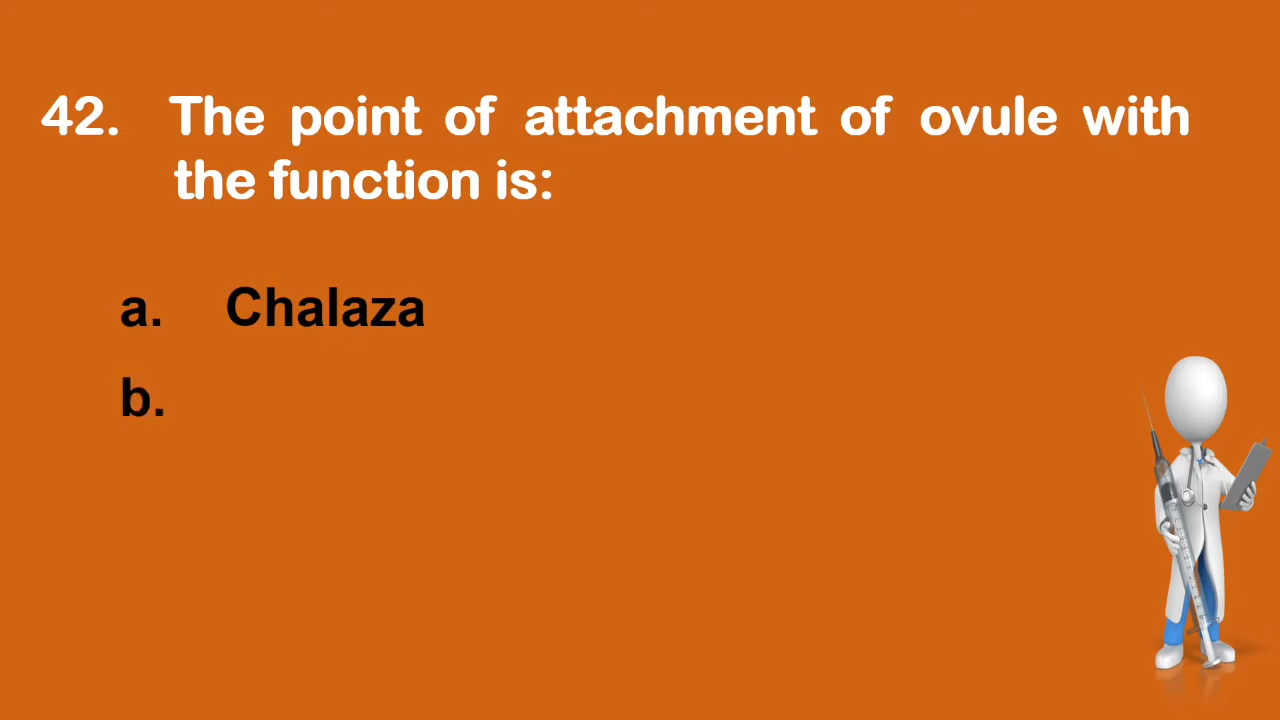 42. The point of attachment of ovule with
the function is:
a. Chalaza
b.